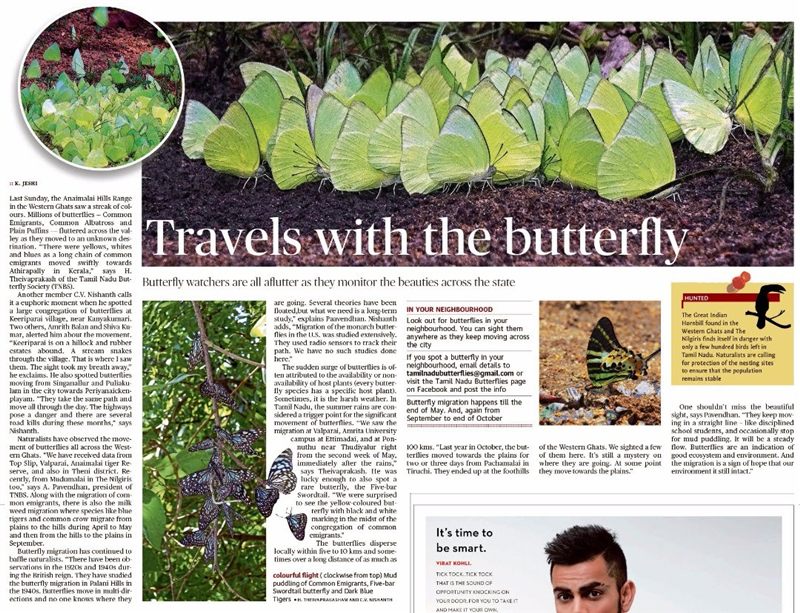 Travels with the butterfly
Butterfly watchers are all aflutter as they monitor the beauties across the state
:: K. JESHI
Last Sunday, the Anaimalai Hills Range
in the Western Ghats saw a streak of col-
ours. Millions of butterflies – Common
Emigrants, Common Albatross and
Plain Puffins — fluttered across the val-
ley as they moved to an unknown des-
tination. "There were yellows, whites
and blues as a long chain of common
emigrants moved swiftly towards
Athirapally in Kerala," says H.
Theivaprakash of the Tamil Nadu But-
terfly Society (TNBS).
Another member C.V. Nishanth calls
it a euphoric moment when he spotted
a large congregation of butterflies at
Keeriparai village, near Kanyakumari.
Two others, Amrith Balan and Shiva Ku-
mar, alerted him about the movement.
"Keeriparai is on a hillock and rubber
estates abound. A stream snakes
through the village. That is where I saw
them. The sight took my breath away,"
he exclaims. He also spotted butterflies
moving from Singanallur and Puliaku-
lam in the city towards Periyanaicken-
palayam. "They take the same path and
move all through the day. The highways
pose a danger and there are several
road kills during these months," says
Nishanth.
Naturalists have observed the move-
ment of butterflies all across the West-
ern Ghats. "We have received data from
Top Slip, Valparai, Anaimalai tiger Re-
serve, and also in Theni district. Re-
cently, from Mudamalai in The Nilgiris
too," says A. Pavendhan, president of
TNBS. Along with the migration of com-
mon emigrants, there is also the milk
weed migration where species like blue
tigers and common crow migrate from
plains to the hills during April to May
and then from the hills to the plains in
September.
Butterfly migration has continued to
baffle naturalists. "There have been ob-
servations in the 1920s and 1940s dur-
ing the British reign. They have studied
the butterfly migration in Palani Hills in
the 1940s. Butterflies move in multi dir-
ections and no one knows where they
are going. Several theories have been
floated,but what we need is a long-term
study," explains Paavendhan. Nishanth
adds, "Migration of the monarch butter-
flies in the U.S. was studied extensively.
They used radio sensors to rrack their
path. We have no such studies done
here."
The sudden surge of butterflies is of-
ten attributed to the availability or non-
availability of host plants (every butter-
fly species has a specific host plant).
Sometimes, it is the harsh weather. In
Tamil Nadu, the summer rains are con-
sidered a trigger point for the significant
movement of butterflies. "We saw the
migration at Valparai, Amrita University
campus at Ettimadai, and at Pon-
nuthu near Thudiyalur right
from the second week of May,
immediately after the rains,"
says Theivaprakash. He was
lucky enough to also spot a
rare butterfly, the Five-bar
Swordtail. "We were surprised
to see the yellow-coloured but-
terfly with black and white
marking in the midst of the
congregation of common
emigrants."
The butterflies disperse
locally within five to 10 kms and some-
times over a long distance of as much as
colourful flight ( clockwise from top) Mud
puddling of Common Emigrants, Five-bar
Swordtail butterfly and Dark Blue
Tigers • H. THEIVAPRAKASHM AND C.V. NISHANTH
IN YOUR NEIGHBOURHOOD
Look out for butterflies in your
neighbourhood. You can sight them
anywhere as they keep moving across
the city
If you spot a butterfly in your
neighbourhood, email details to
tamilnadubutterflies@gmail.com or
visit the Tamil Nadu Butterflies page
on Facebook and post the info
Butterfly migration happens till the
end of May. And, again from
September to end of October
100 kms. "Last year in October, the but-
terflies moved towards the plains for
two or three days from Pachamalai in
Tirachi. They ended up at the foothills
of the Western Ghats. We sighted a few
of them here. It's still a mystery on
where they are going. At some point
they move towards the plains."
HUNTED
The Great Indian
Hornbill found in the
Western Ghats and The
Nilgiris finds itself in danger with
only a few hundred birds left in
Tamil Nadu. Naturalists are calling
for protection of the nesting sites
to ensure that the population
remains stable
One shouldn't miss the beautiful
sight, says Pavendhan. "They keep mov-
ing in a straight line – like disciplined
school students, and occasionally stop
for mud puddling. It will be a steady
flow. Butterflies are an indication of
good ecosystem and environment. And
the migration is a sign of hope that our
environment is still intact."
It's time to
be smart.
VIRAT KOHLI.
TICK TOCK. TICK TOCK
THAT IS THE SOUND OF
OPPORTUNITY KNOCKING ON
YOUR DOOR. FOR YOU TO TAKE IT
AND MAKE IT YOUR OWN.